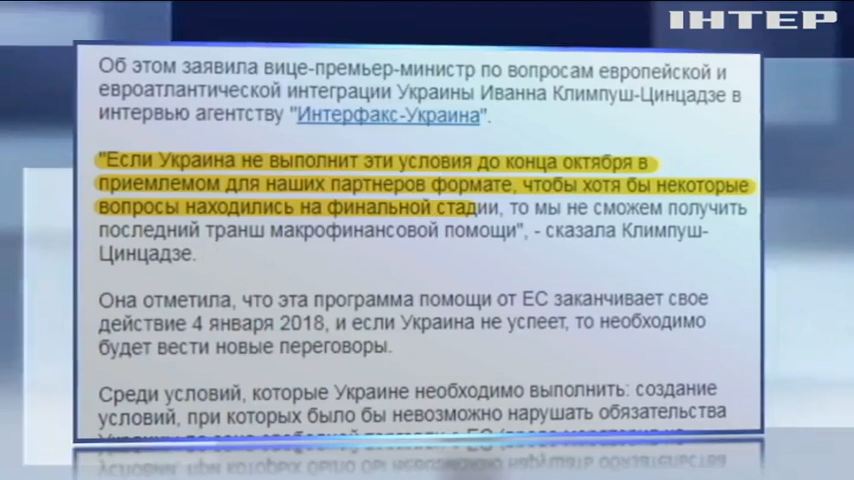 ІНТЕР
Об этом заявила вице-премьер-министр по вопросам европейской и
евроатлантической интеграции Украины Иванна Климпуш-Цинцадзе в
интервью агентству "Интерфакс-Украина".
"Если Украина не выполнит эти условия до конца октября в
приемлемом для наших партнеров формате, чтобы хотя бы некоторые
вопросы находились на финальной стадии, то мы не сможем получить
последний транш макрофинансовой помощи", - сказала Климпуш-
Цинцадзе.
Она отметила, что эта программа помощи от ЕС заканчивает свое
действие 4 января 2018, и если Украина не успеет, то необходимо
будет вести новые переговоры.
Среди условий, которые Украине необходимо выполнить: создание
условий, при которых было бы невозможно нарушать обязательства